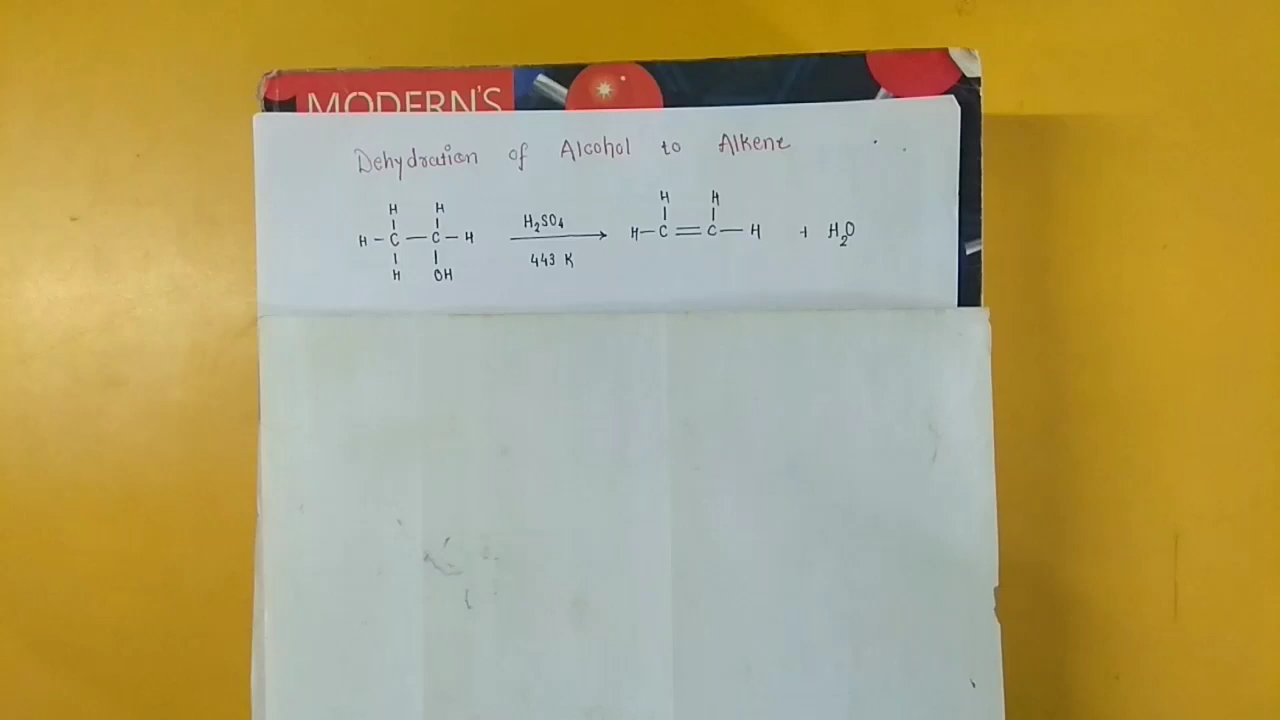 MODERN'S
Dehydration of Alcohol to Alkene
H H H H
H-C-C-H H₂SO₄ H-C=C-H + H₂O
H OH 443 K